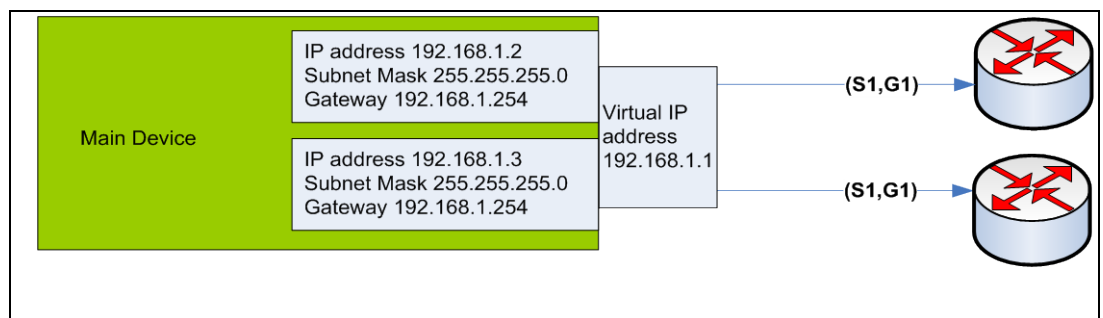 Main Device
IP address 192.168.1.2
Subnet Mask 255.255.255.0
Gateway 192.168.1.254
IP address 192.168.1.3
Subnet Mask 255.255.255.0
Gateway 192.168.1.254
Virtual IP
address
192.168.1.1
(S1,G1)
(S1,G1)